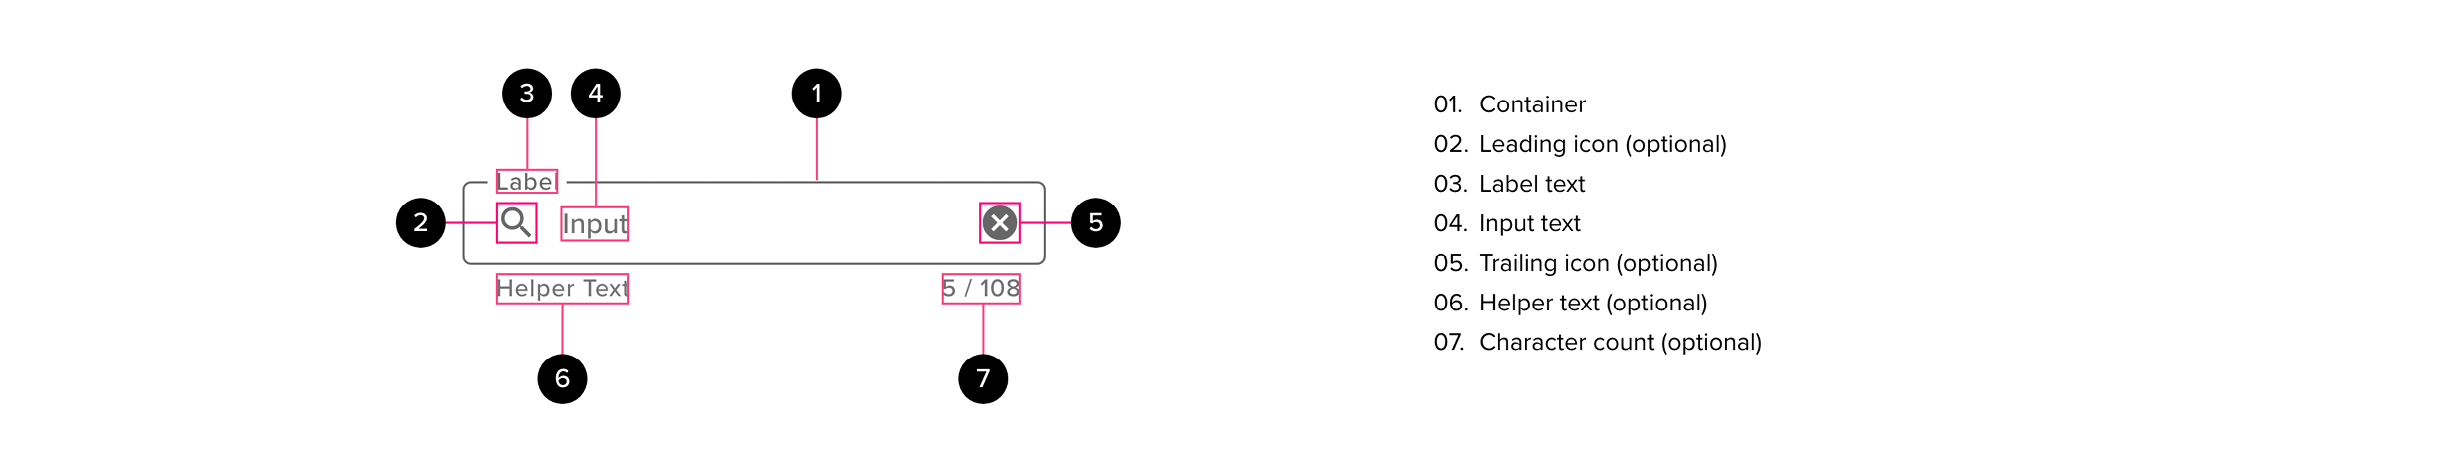 3 4 1
Label
2 Input 5
Helper Text 5 / 108
6 7
01. Container
02. Leading icon (optional)
03. Label text
04. Input text
05. Trailing icon (optional)
06. Helper text (optional)
07. Character count (optional)